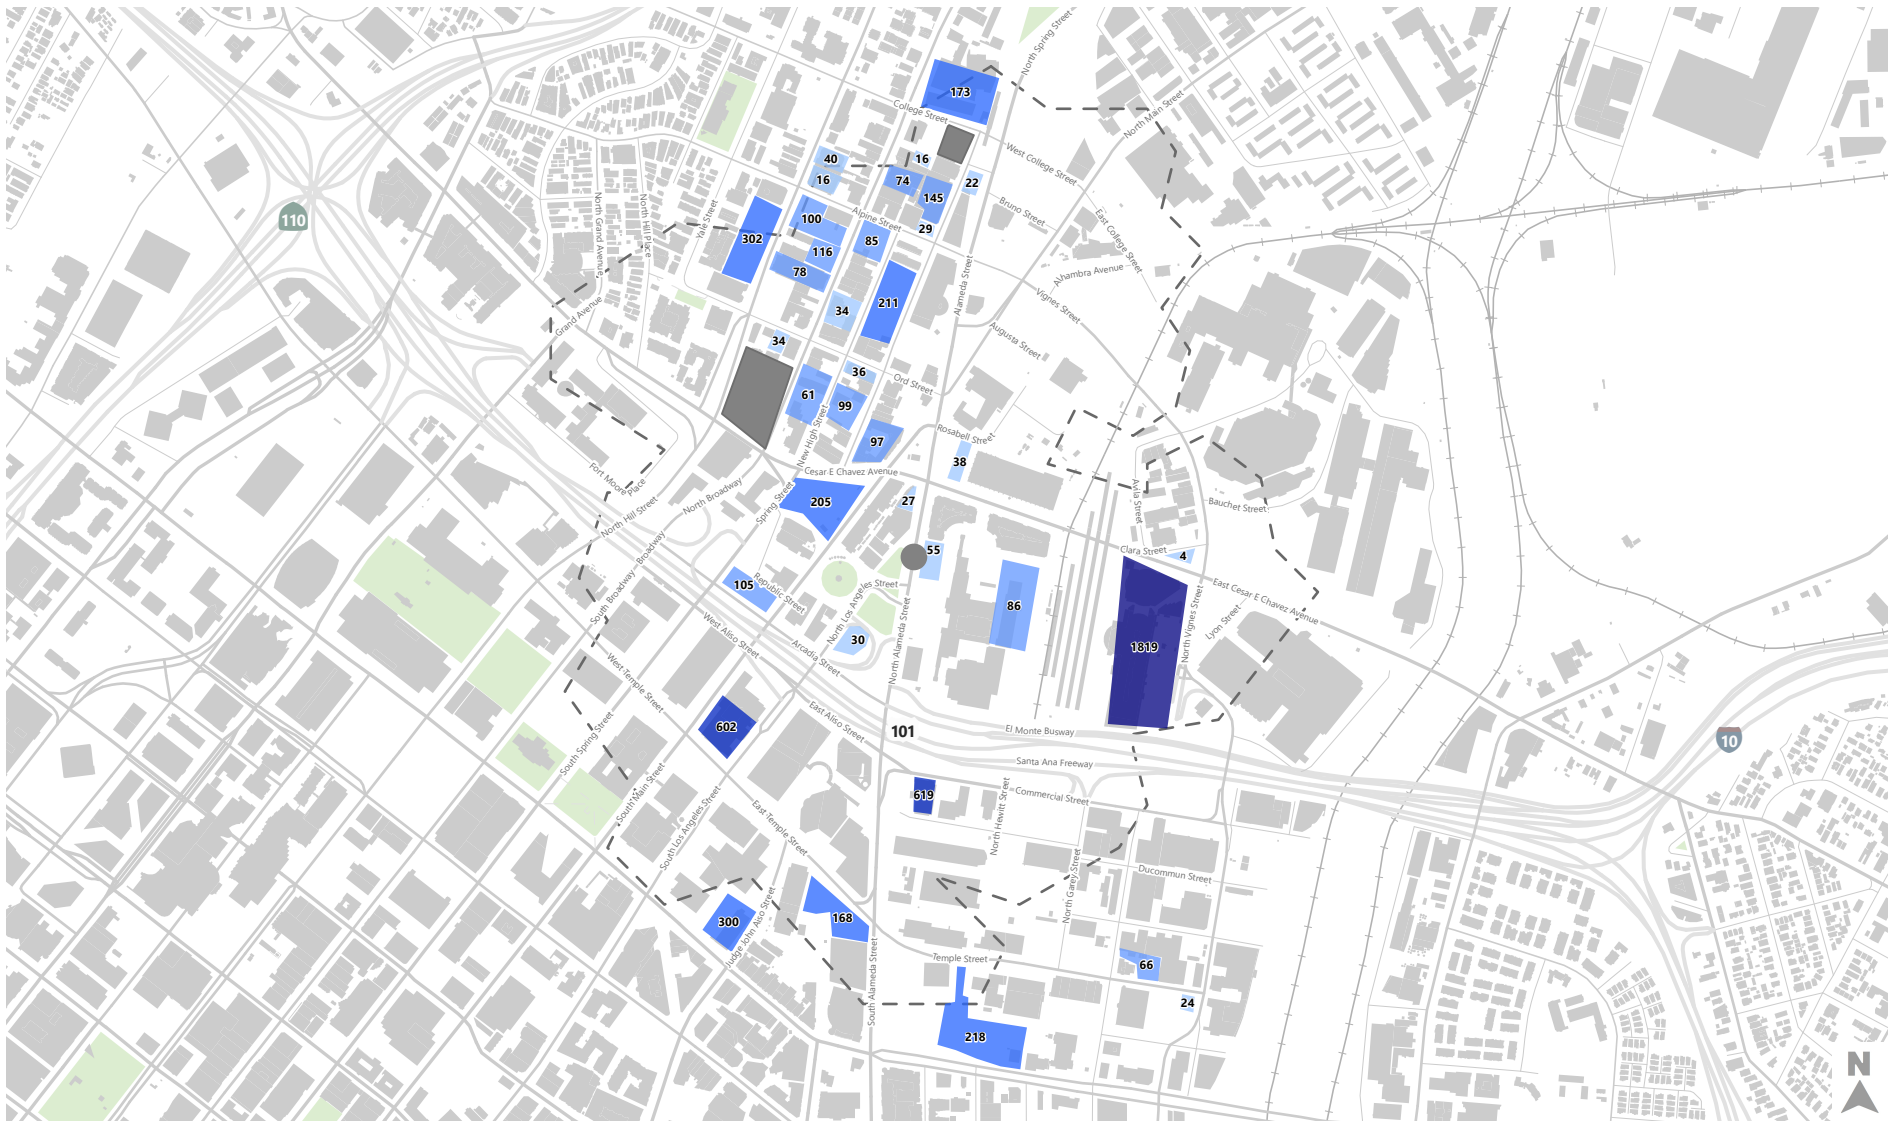 North Spring Street
173
College Street
North Main Street
West College Street
40
16
16
74
22
145
110
North Grand Avenue
North Hill Place
Yale Street
100
Alpine Street
Bruno Street
East College Street
29
302
85
116
78
Alhambra Avenue
Alameda Street
Vignes Street
34
211
Grand Avenue
Augusta Street
34
36
Ord Street
61
99
New High Street
97
Rosabell Street
38
Cesar E Chavez Avenue
Fort Moore Place
North Broadway
Spring Street
205
27
Avila Street
Bauchet Street
North Hill Street
South Broadway
Broadway
55
Clara Street
4
105
Republic Street
North Los Angeles Street
East Cesar E Chavez Avenue
86
Lyon Street
North Vignes Street
West Aliso Street
Arcadia Street
30
North Alameda Street
1819
West Temple Street
602
East Aliso Street
101
El Monte Busway
South Spring Street
Santa Ana Freeway
10
South Main Street
619
Commercial Street
North Hewitt Street
South Los Angeles Street
East Temple Street
North Garey Street
Ducommun Street
300
Judge John Aiso Street
168
South Alameda Street
Temple Street
66
24
218
N